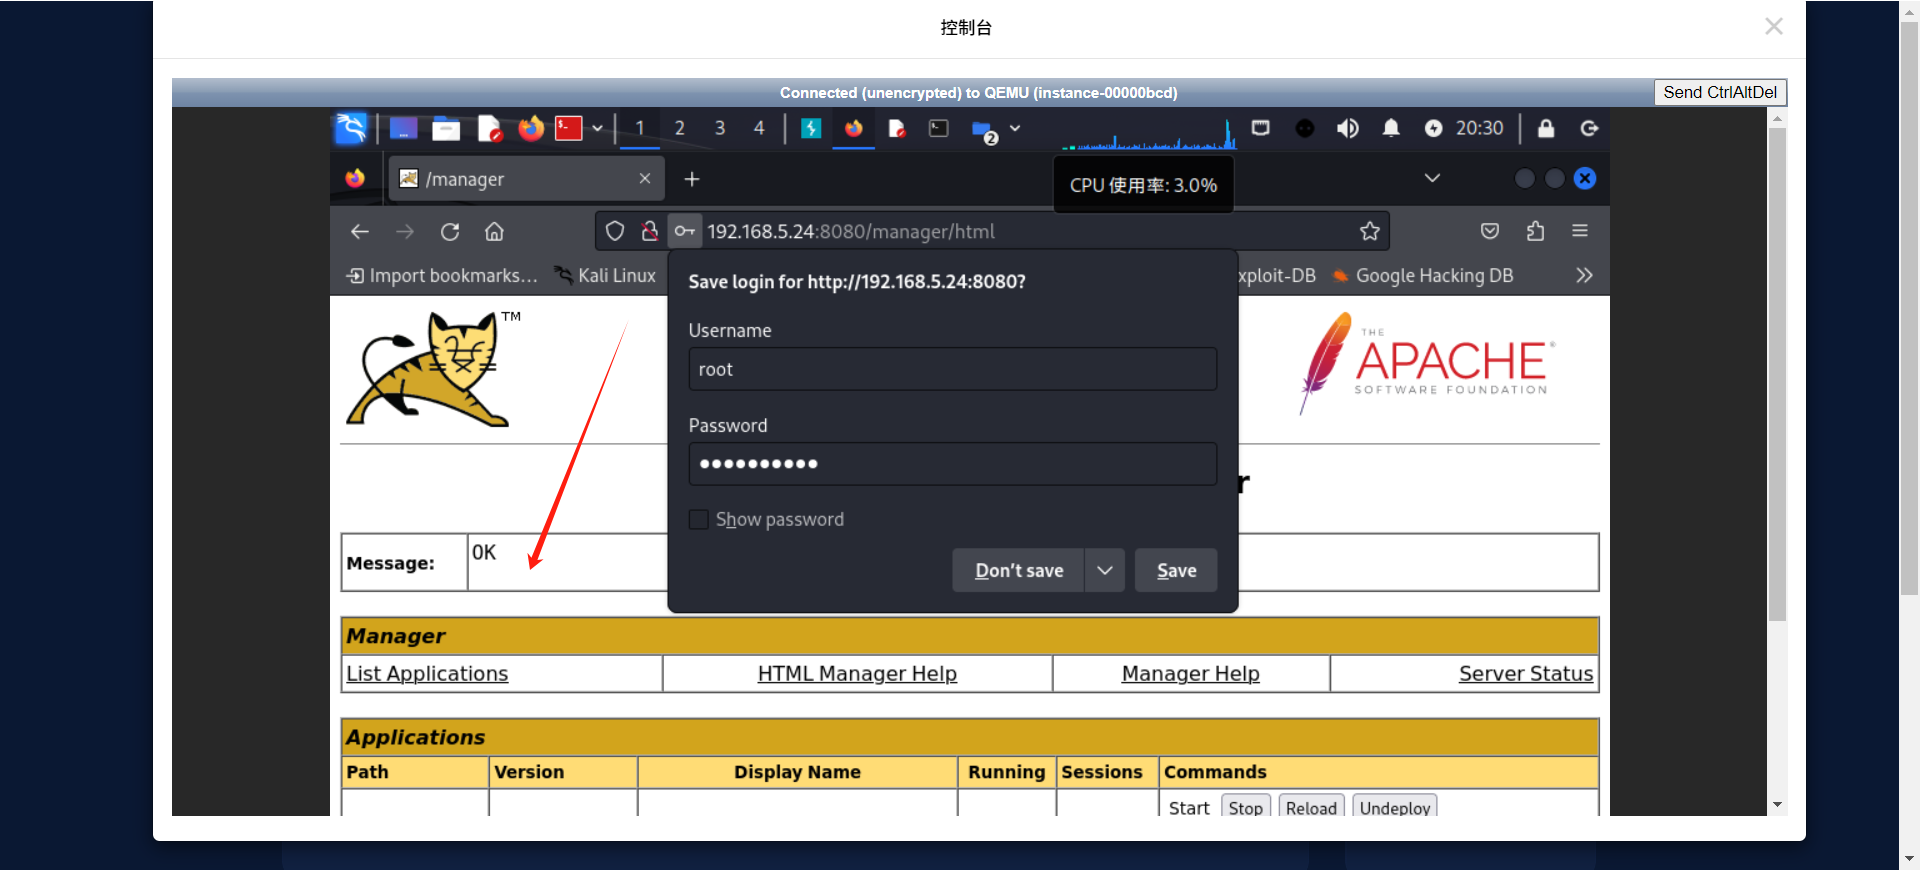 控制台
Connected (unencrypted) to QEMU (instance-00000bcd)
Send CtrlAltDel
1 2 3 4
2
20:30
/manager
CPU 使用率: 3.0%
192.168.5.24:8080/manager/html
Import bookmarks...
Kali Linux
xploit-DB
Google Hacking DB
Save login for http://192.168.5.24:8080?
TM
Username
root
THE
APACHE®
SOFTWARE FOUNDATION
Password
r
Show password
Message:
OK
Don't save
Save
Manager
List Applications
HTML Manager Help
Manager Help
Server Status
Applications
Path
Version
Display Name
Running
Sessions
Commands
Start
Stop
Reload
Undeploy